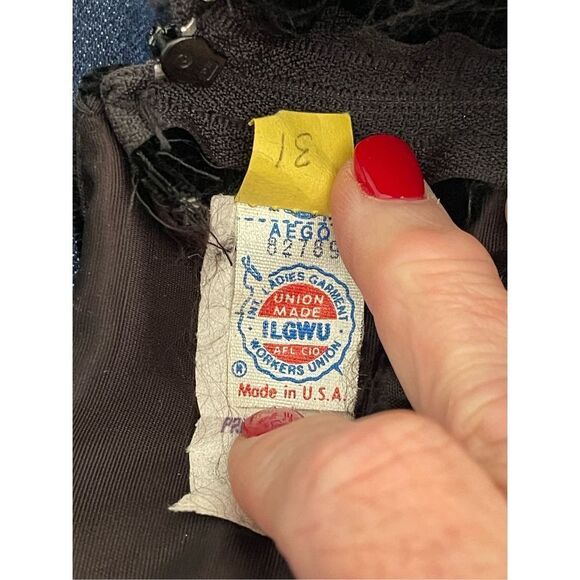 31
AEGO
82789
INT. LADIES GARMENT
UNION
MADE
ILGWU
AFL CIO
WORKERS UNION
®
Made in U.S.A.